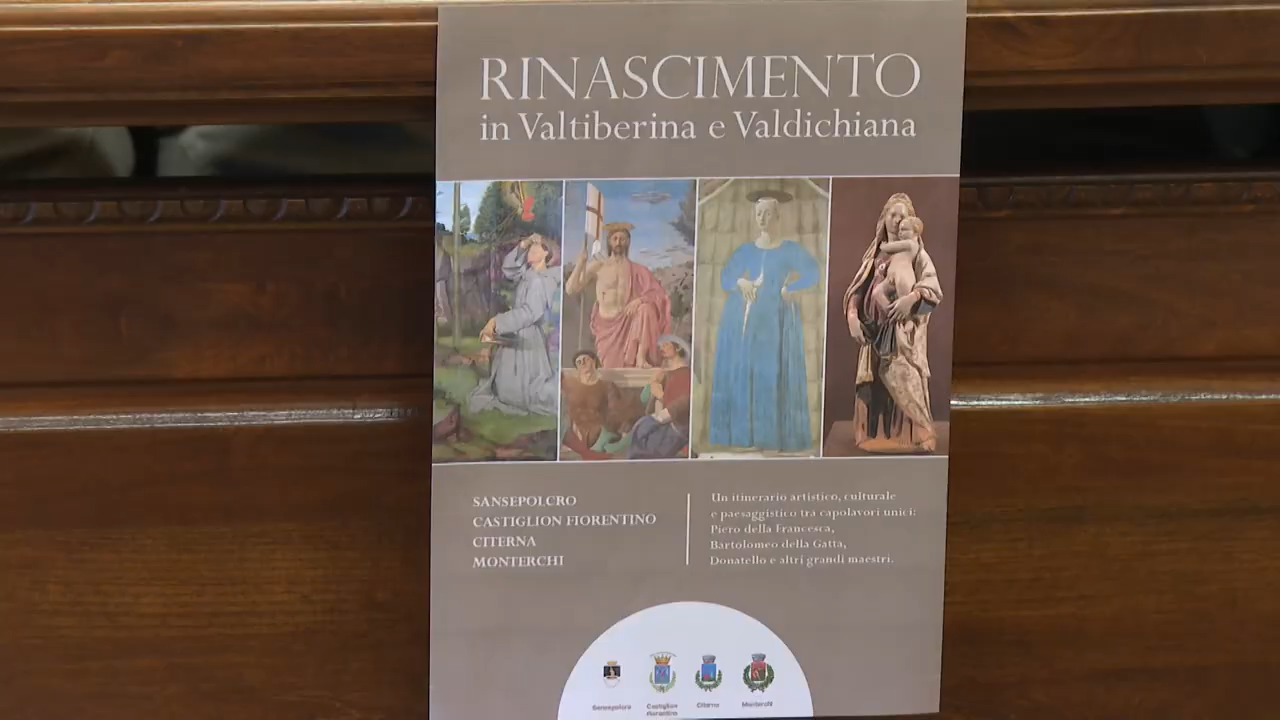 RINASCIMENTO
in Valtiberina e Valdichiana
SANSEPOLCRO
CASTIGLION FIORENTINO
CITERNA
MONTERCHI
Un itinerario artistico, culturale
e paesaggistico tra capolavori unici:
Piero della Francesca,
Bartolomeo della Gatta,
Donatello e altri grandi maestri.
Sansepolcro
Castiglion
Fiorentino
Citerna
Monterchi